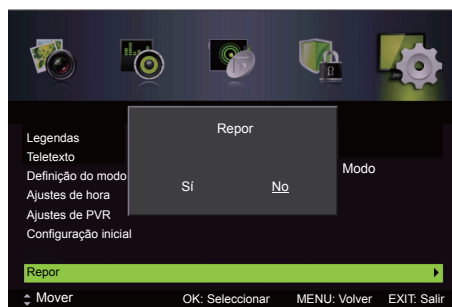 Repor
Sí No
Legendas
Teletexto
Definição do modo Modo
Ajustes de hora
Ajustes de PVR
Configuração inicial
Repor
Mover OK: Seleccionar MENU: Volver EXIT: Salir